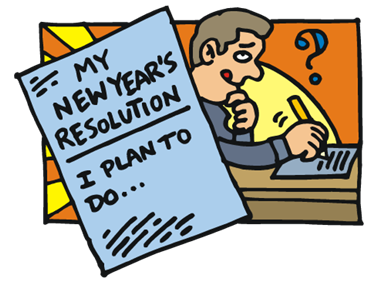 MY
NEW YEAR'S
RESOLUTION
I PLAN TO
DO...
?